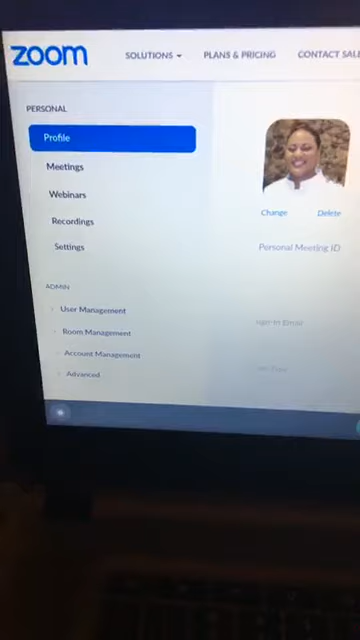 zoom
SOLUTIONS
PLANS & PRICING
CONTACT SALE
PERSONAL
Profile
Meetings
Webinars
Recordings
Settings
Change
Delete
Personal Meeting ID
ADMIN
User Management
Room Management
Account Management
Advanced